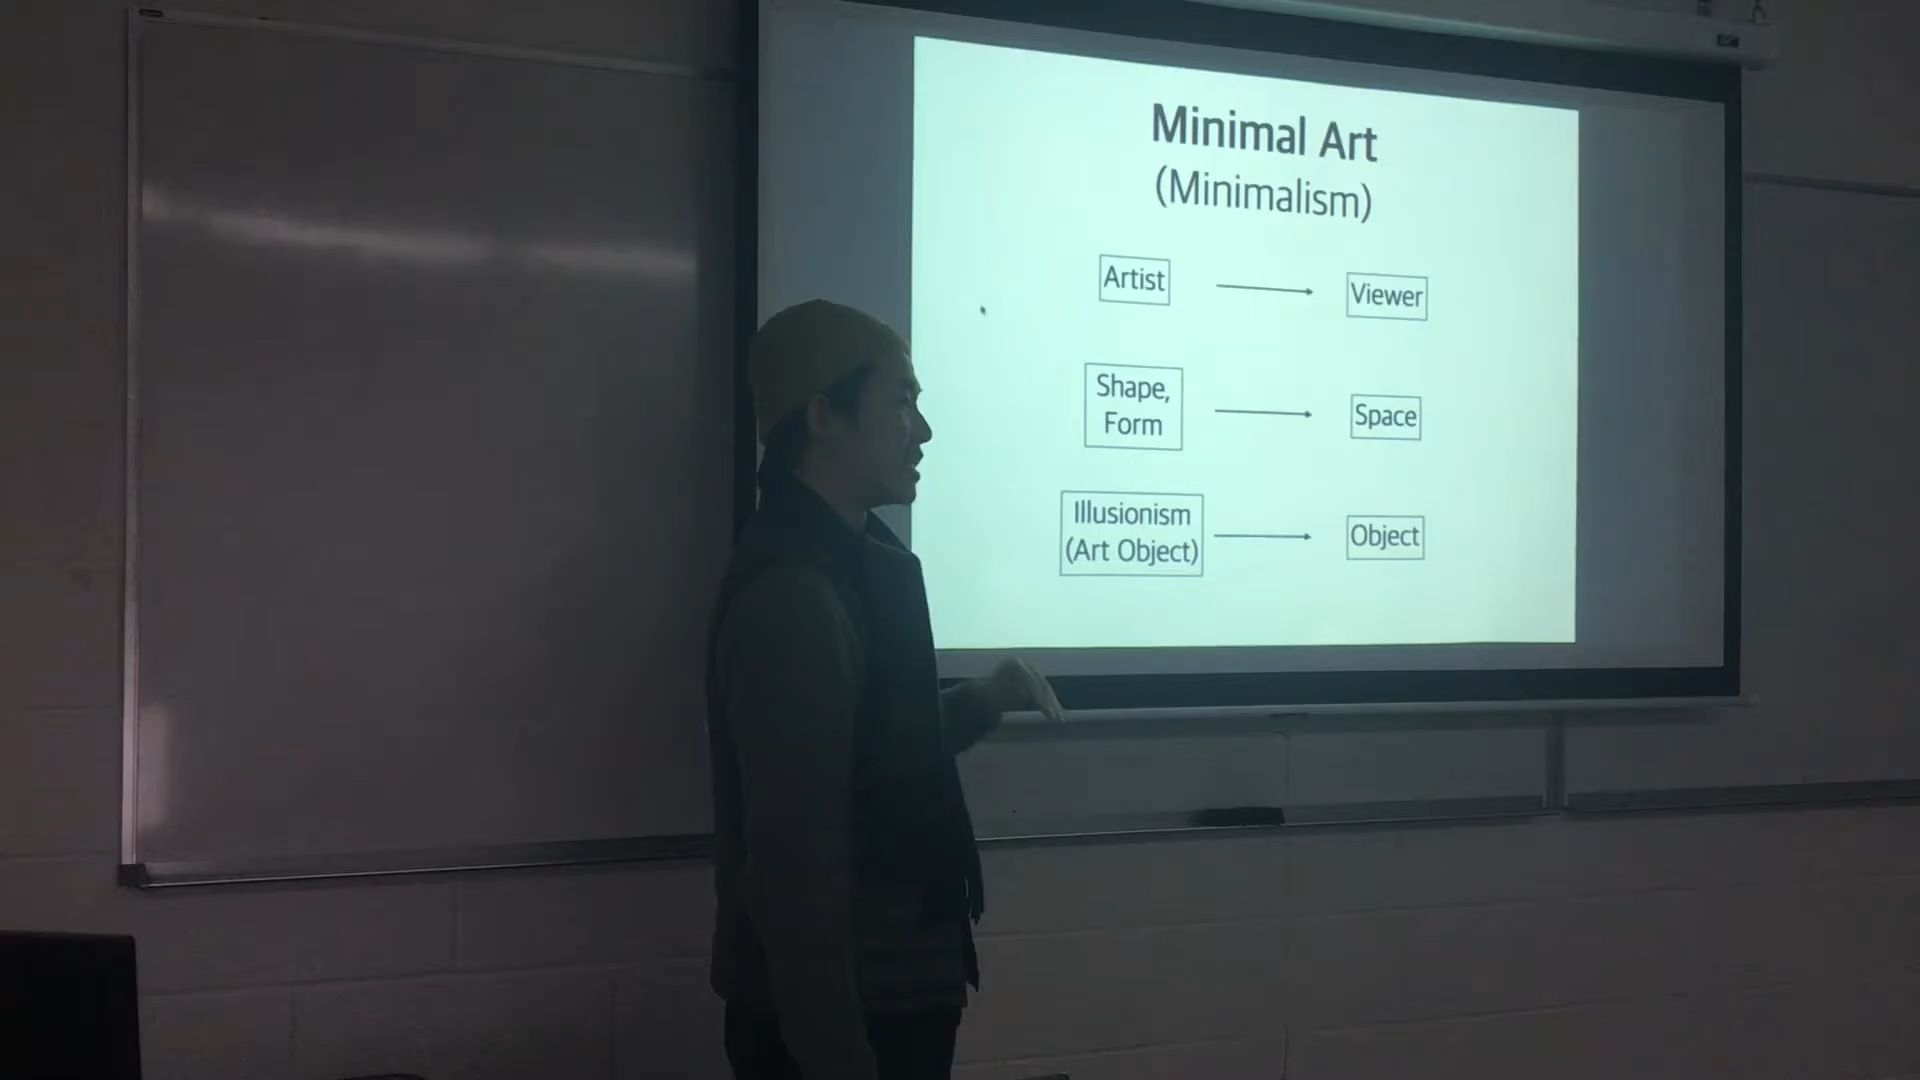 Minimal Art
(Minimalism)
Artist
Viewer
Shape,
Form
Space
Illusionism
(Art Object)
Object